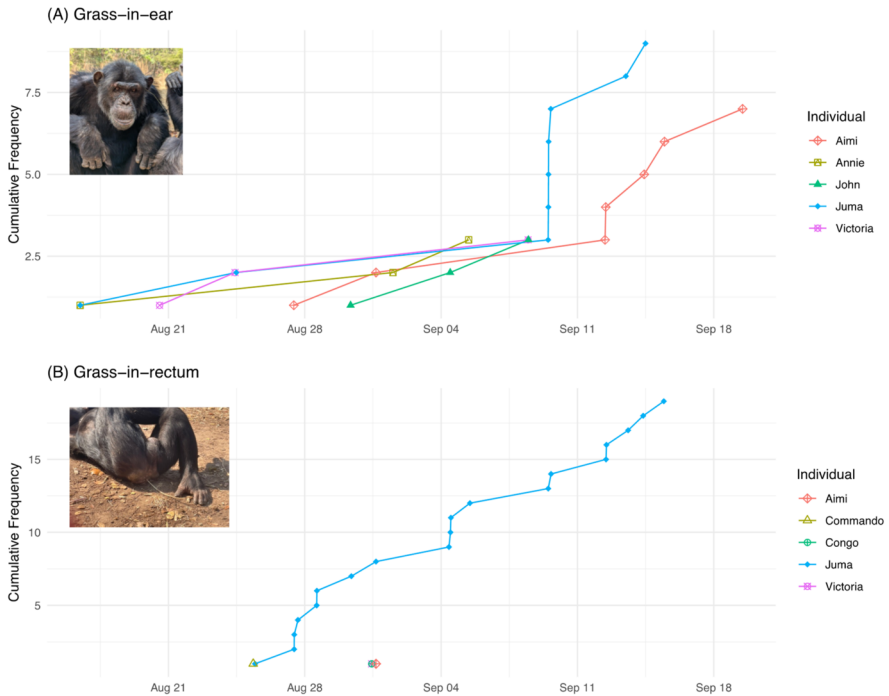 (A) Grass-in-ear
Cumulative Frequency
7.5
5.0
2.5
Aug 21
Aug 28
Sep 04
Sep 11
Sep 18
Individual
Aimi
Annie
John
Juma
Victoria
(B) Grass-in-rectum
Cumulative Frequency
15
10
5
Aug 21
Aug 28
Sep 04
Sep 11
Sep 18
Individual
Aimi
Commando
Congo
Juma
Victoria